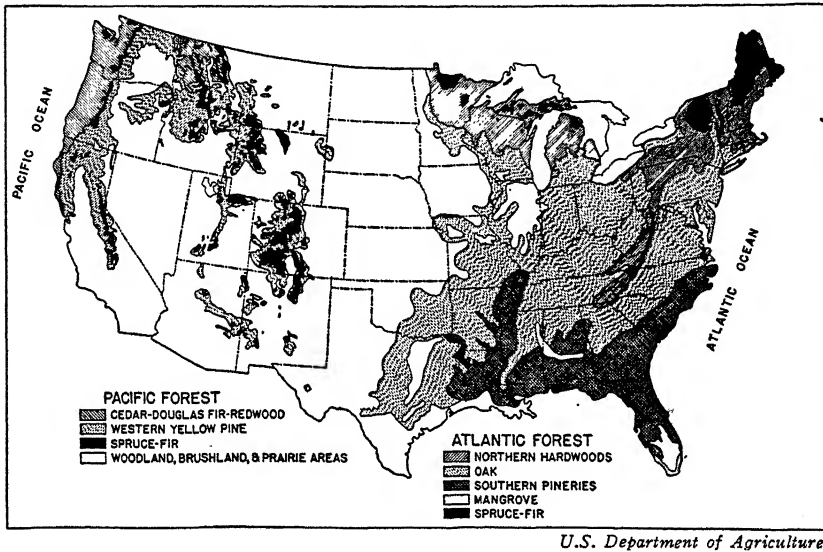 PACIFIC OCEAN
ATLANTIC OCEAN
PACIFIC FOREST
CEDAR-DOUGLAS FIR-REDWOOD
WESTERN YELLOW PINE
SPRUCE-FIR
WOODLAND, BRUSHLAND, & PRAIRIE AREAS
ATLANTIC FOREST
NORTHERN HARDWOODS
OAK
SOUTHERN PINERIES
MANGROVE
SPRUCE-FIR
U.S. Department of Agriculture